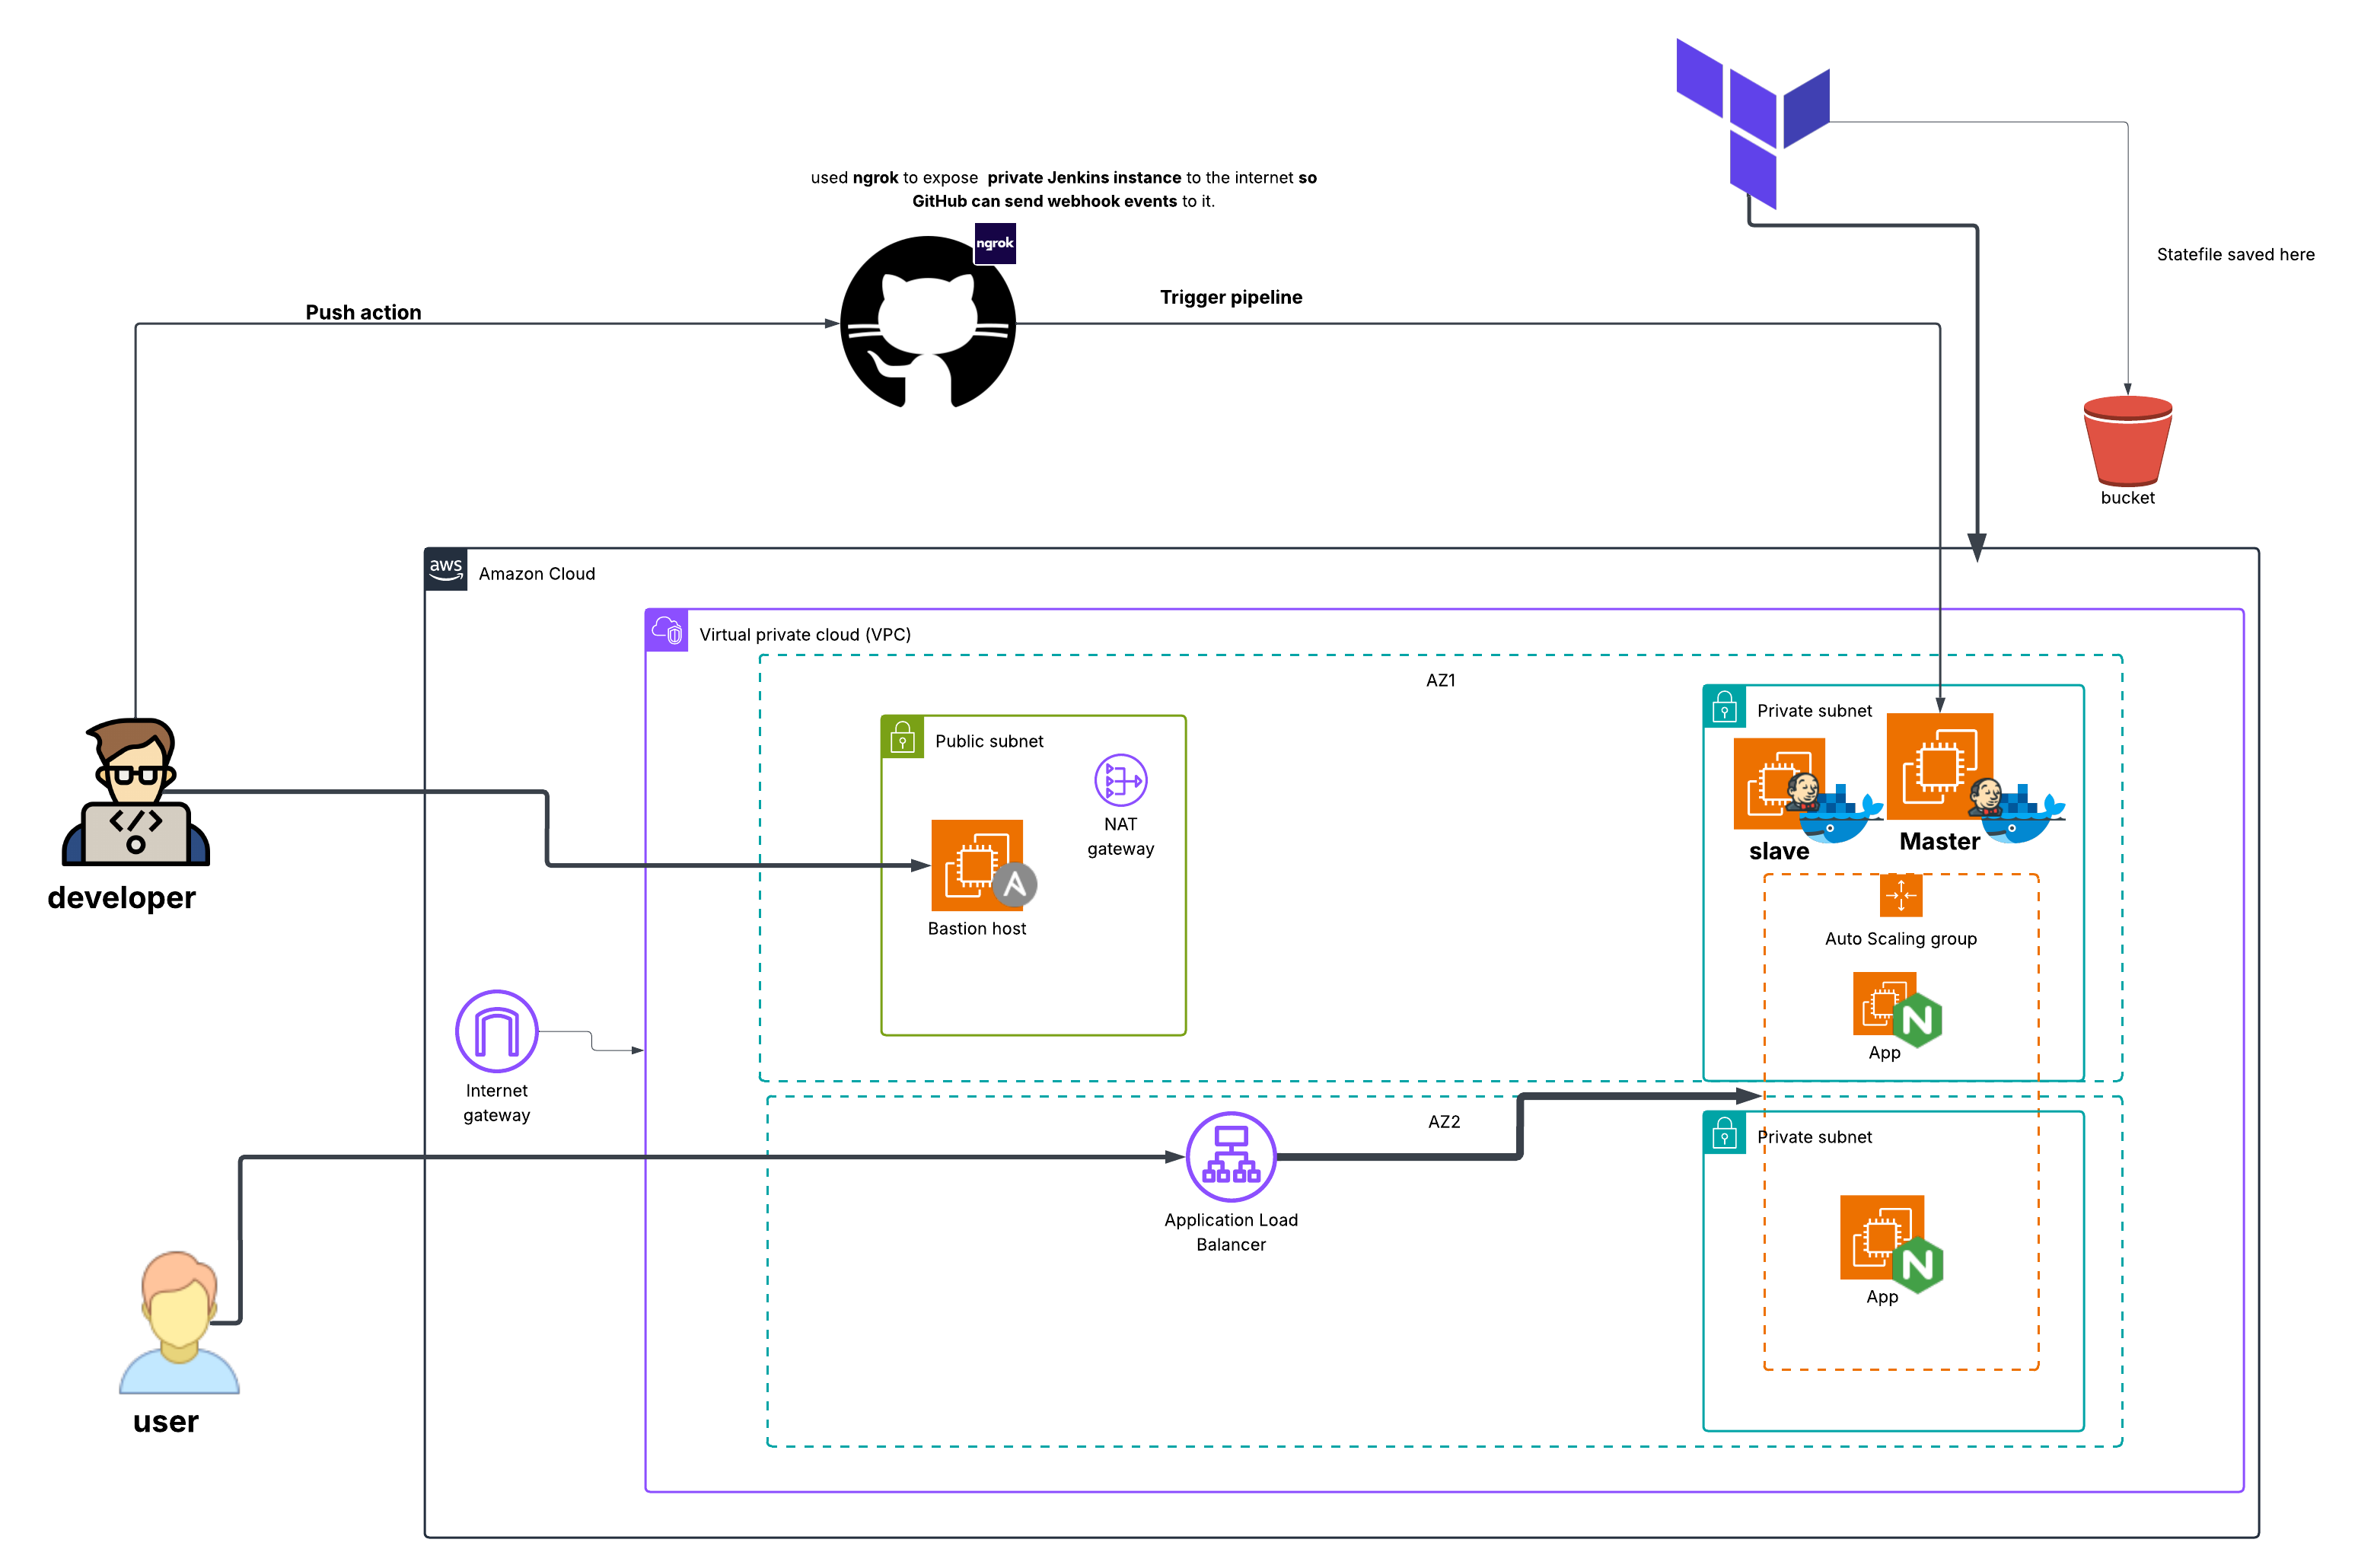 used ngrok to expose  private Jenkins instance to the internet so
GitHub can send webhook events to it.
ngrok
Statefile saved here
Push action
Trigger pipeline
bucket
aws
Amazon Cloud
Virtual private cloud (VPC)
AZ1
Private subnet
Public subnet
NAT
gateway
Master
slave
developer
Bastion host
Auto Scaling group
App
Internet
gateway
AZ2
Private subnet
Application Load
Balancer
App
user